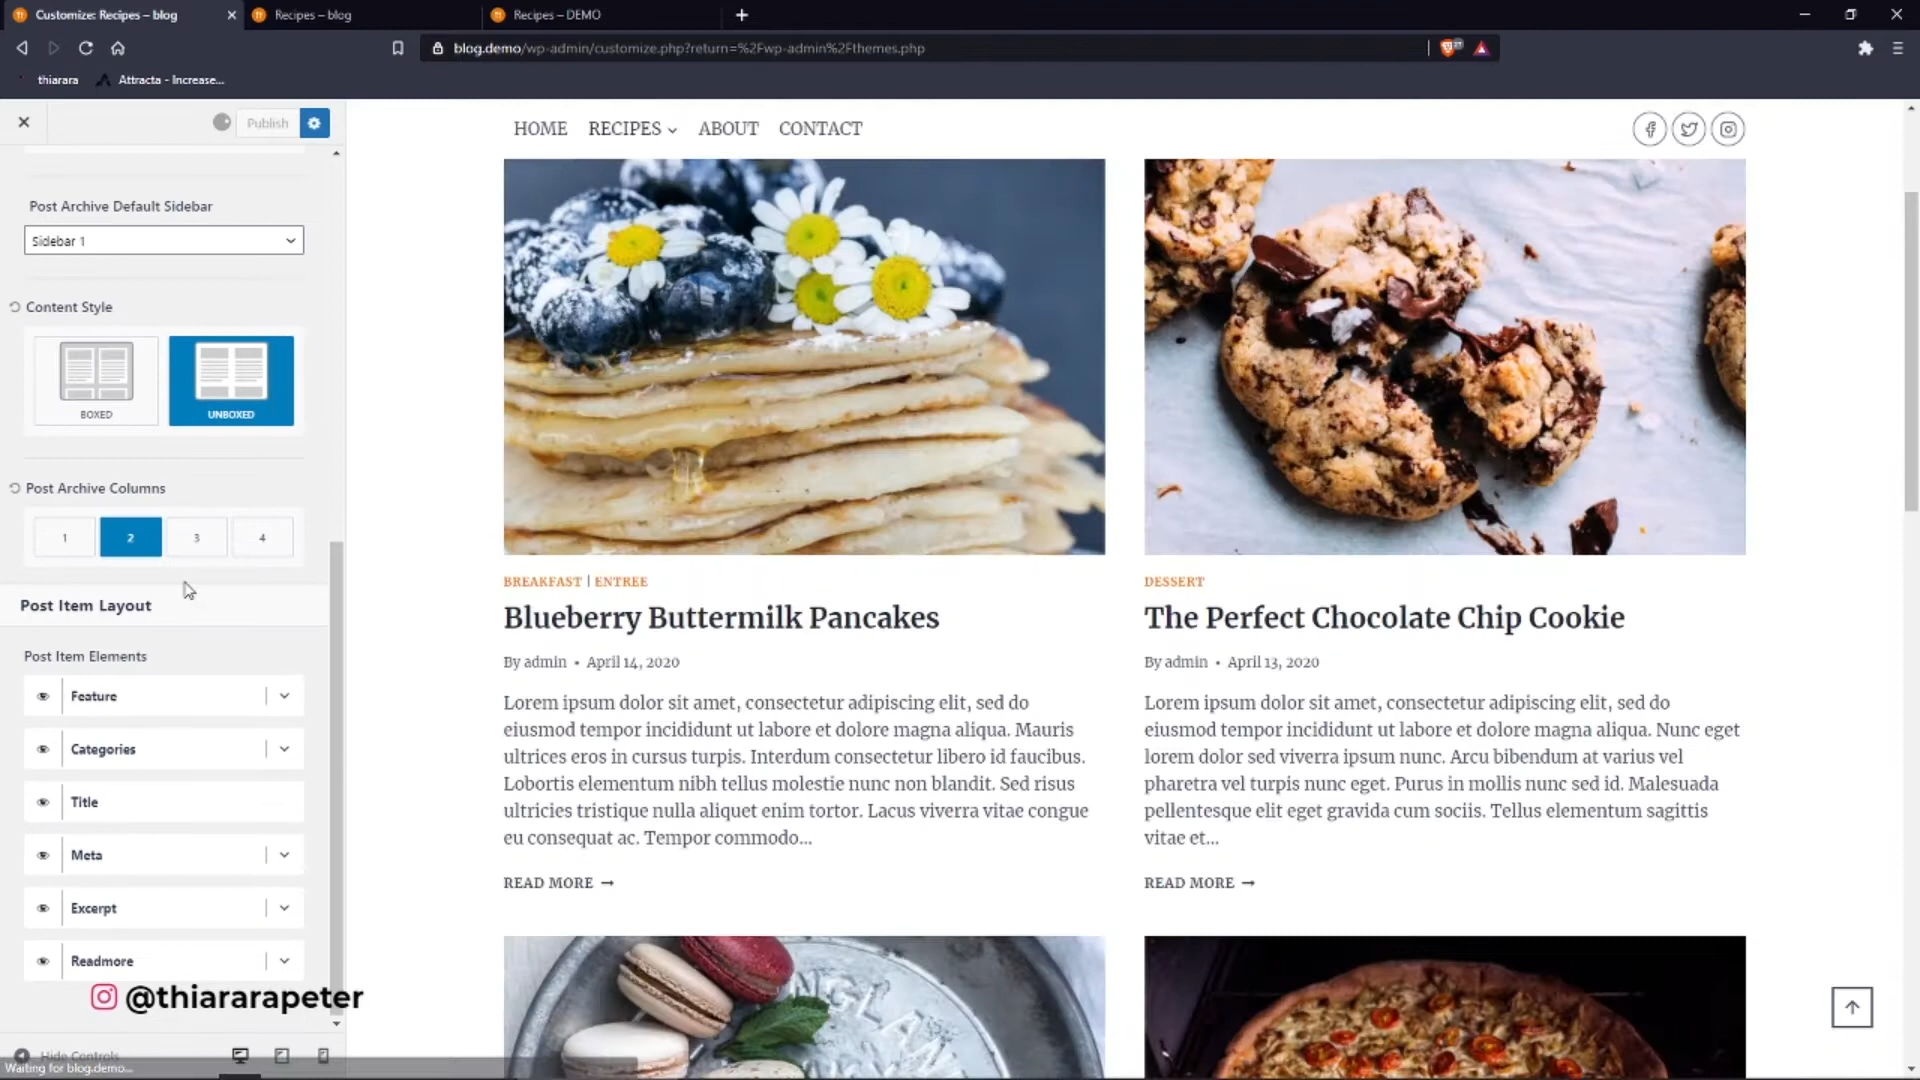 Customize: Recipes – blog
Recipes – blog
Recipes – DEMO
blog.demo/wp-admin/customize.php?return=%2Fwp-admin%2Fthemes.php
thiarara
Attracta - Increase...
Publish
Post Archive Default Sidebar
Sidebar 1
Content Style
BOXED
UNBOXED
Post Archive Columns
1
2
3
4
Post Item Layout
Post Item Elements
Feature
Categories
Title
Meta
Excerpt
Readmore
@thiararapeter
Hide Controls
Waiting for blog.demo...
HOME
RECIPES
ABOUT
CONTACT
BREAKFAST | ENTREE
Blueberry Buttermilk Pancakes
By admin • April 14, 2020
Lorem ipsum dolor sit amet, consectetur adipiscing elit, sed do
eiusmod tempor incididunt ut labore et dolore magna aliqua. Mauris
ultrices eros in cursus turpis. Interdum consectetur libero id faucibus.
Lobortis elementum nibh tellus molestie nunc non blandit. Sed risus
ultricies tristique nulla aliquet enim tortor. Lacus viverra vitae congue
eu consequat ac. Tempor commodo...
READ MORE →
DESSERT
The Perfect Chocolate Chip Cookie
By admin • April 13, 2020
Lorem ipsum dolor sit amet, consectetur adipiscing elit, sed do
eiusmod tempor incididunt ut labore et dolore magna aliqua. Nunc eget
lorem dolor sed viverra ipsum nunc. Arcu bibendum at varius vel
pharetra vel turpis nunc eget. Purus in mollis nunc sed id. Malesuada
pellentesque elit eget gravida cum sociis. Tellus elementum sagittis
vitae et...
READ MORE →